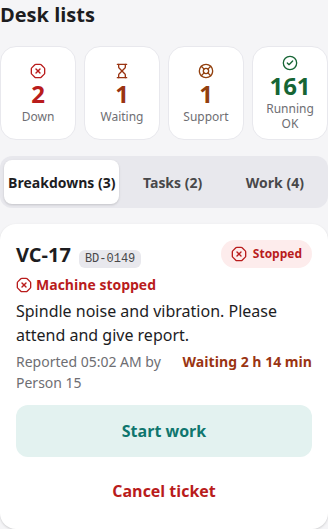 Desk lists
2
Down
1
Waiting
1
Support
161
Running
OK
Breakdowns (3)
Tasks (2)
Work (4)
VC-17 BD-0149
Stopped
Machine stopped
Spindle noise and vibration. Please
attend and give report.
Reported 05:02 AM by
Person 15
Waiting 2 h 14 min
Start work
Cancel ticket